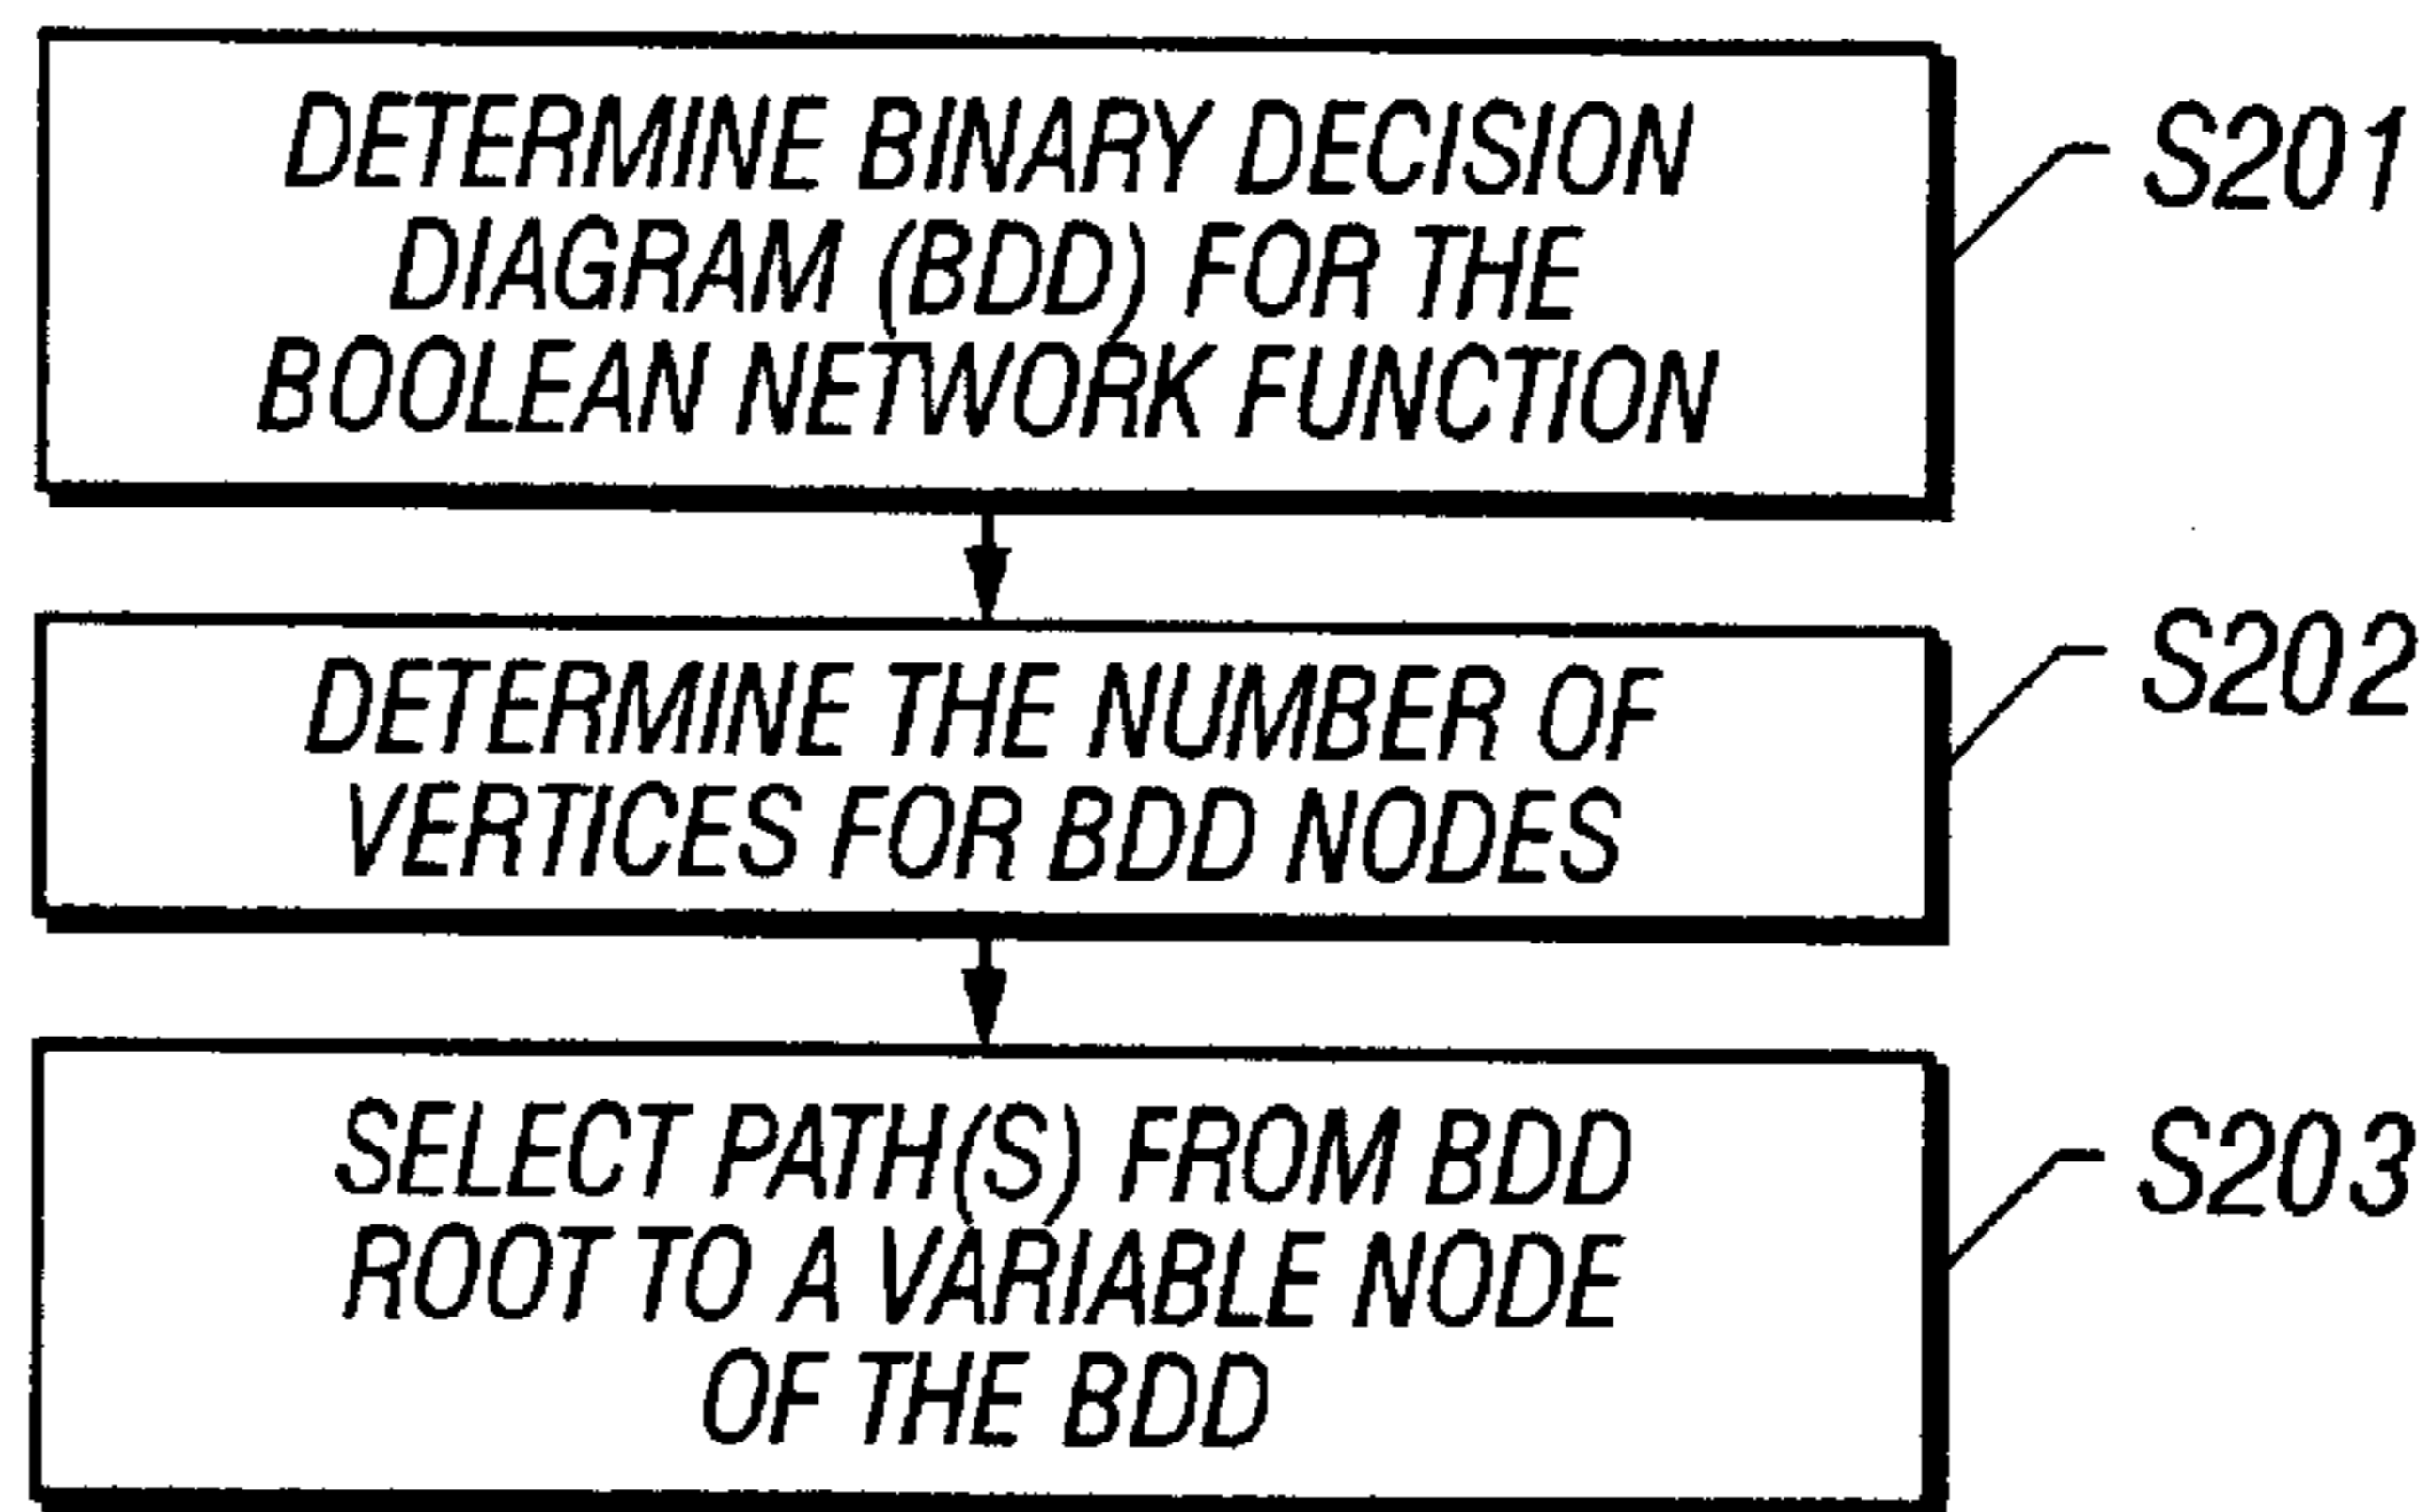 DETERMINE BINARY DECISION
DIAGRAM (BDD) FOR THE
BOOLEAN NETWORK FUNCTION
S201
DETERMINE THE NUMBER OF
VERTICES FOR BDD NODES
S202
SELECT PATH(S) FROM BDD
ROOT TO A VARIABLE NODE
OF THE BDD
S203